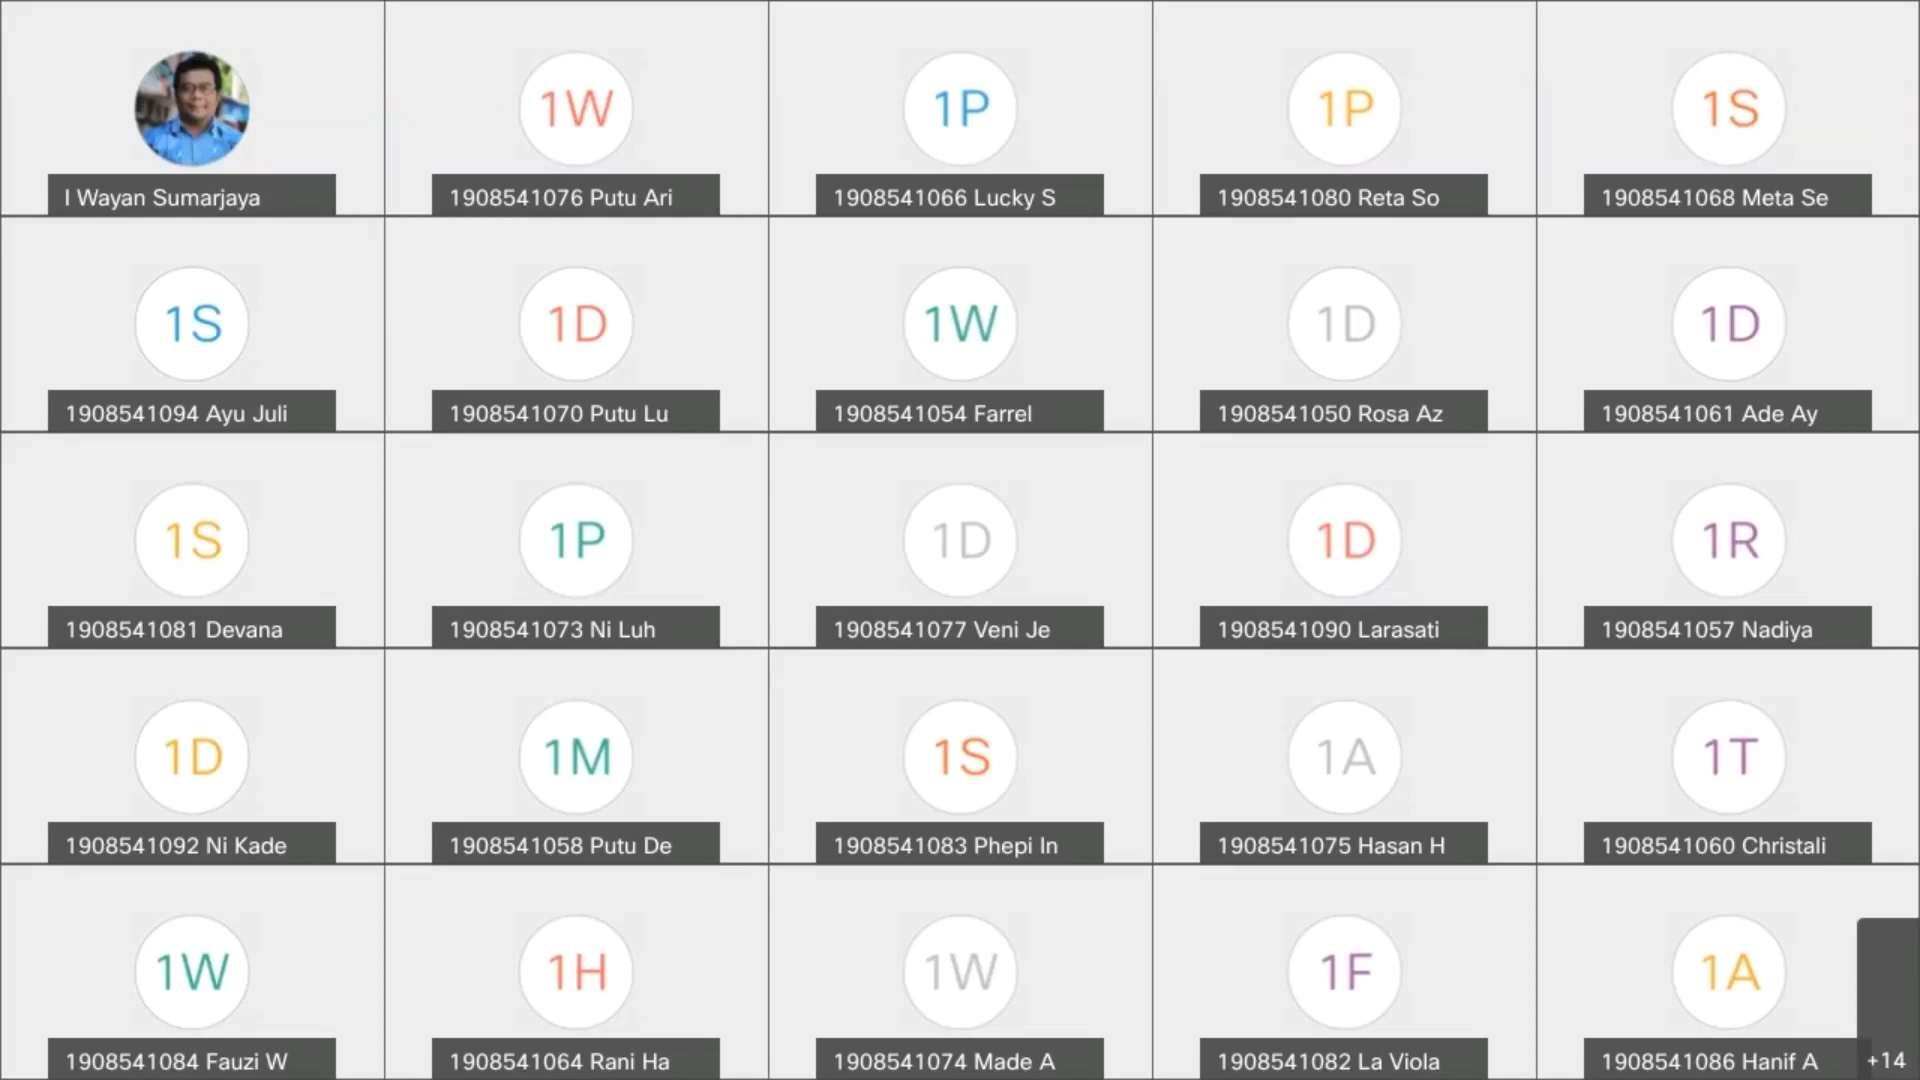 1W
1P
1P
1S
I Wayan Sumarjaya
1908541076 Putu Ari
1908541066 Lucky S
1908541080 Reta So
1908541068 Meta Se
1S
1D
1W
1D
1D
1908541094 Ayu Juli
1908541070 Putu Lu
1908541054 Farrel
1908541050 Rosa Az
1908541061 Ade Ay
1S
1P
1D
1D
1R
1908541081 Devana
1908541073 Ni Luh
1908541077 Veni Je
1908541090 Larasati
1908541057 Nadiya
1D
1M
1S
1A
1T
1908541092 Ni Kade
1908541058 Putu De
1908541083 Phepi In
1908541075 Hasan H
1908541060 Christali
1W
1H
1W
1F
1A
1908541084 Fauzi W
1908541064 Rani Ha
1908541074 Made A
1908541082 La Viola
1908541086 Hanif A
+14